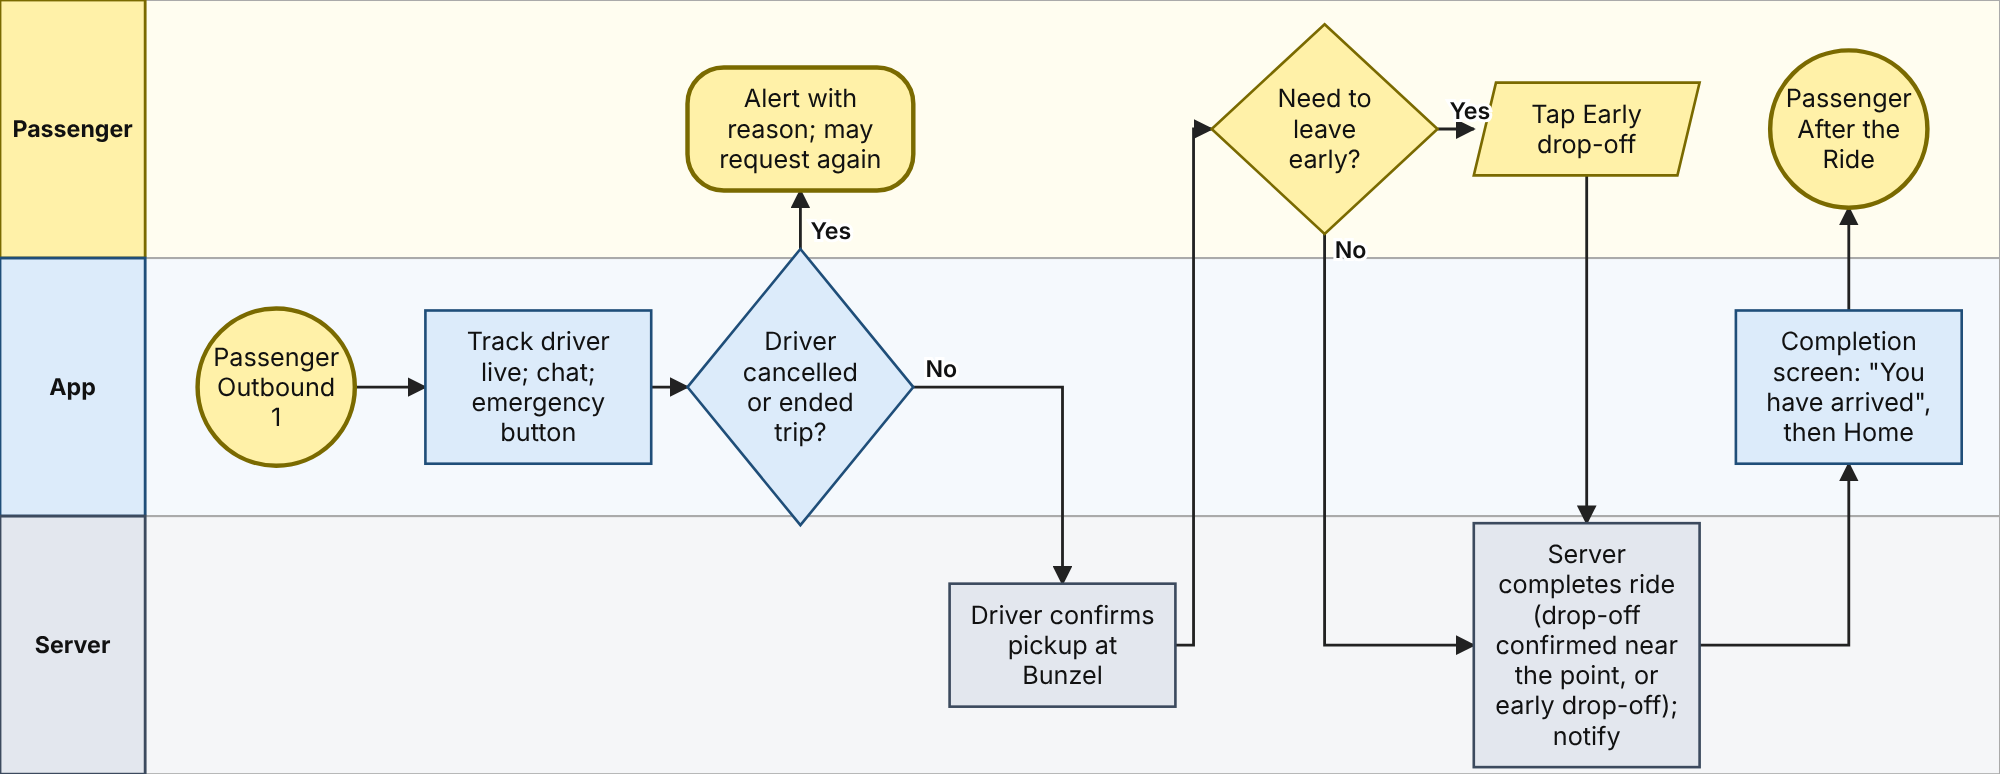 Passenger
Alert with
reason; may
request again
Yes
Need to
leave
early?
Yes
No
Tap Early
drop-off
Passenger
After the
Ride
App
Passenger
Outbound
1
Track driver
live; chat;
emergency
button
Driver
cancelled
or ended
trip?
No
Completion
screen: "You
have arrived",
then Home
Server
Driver confirms
pickup at
Bunzel
Server
completes ride
(drop-off
confirmed near
the point, or
early drop-off);
notify